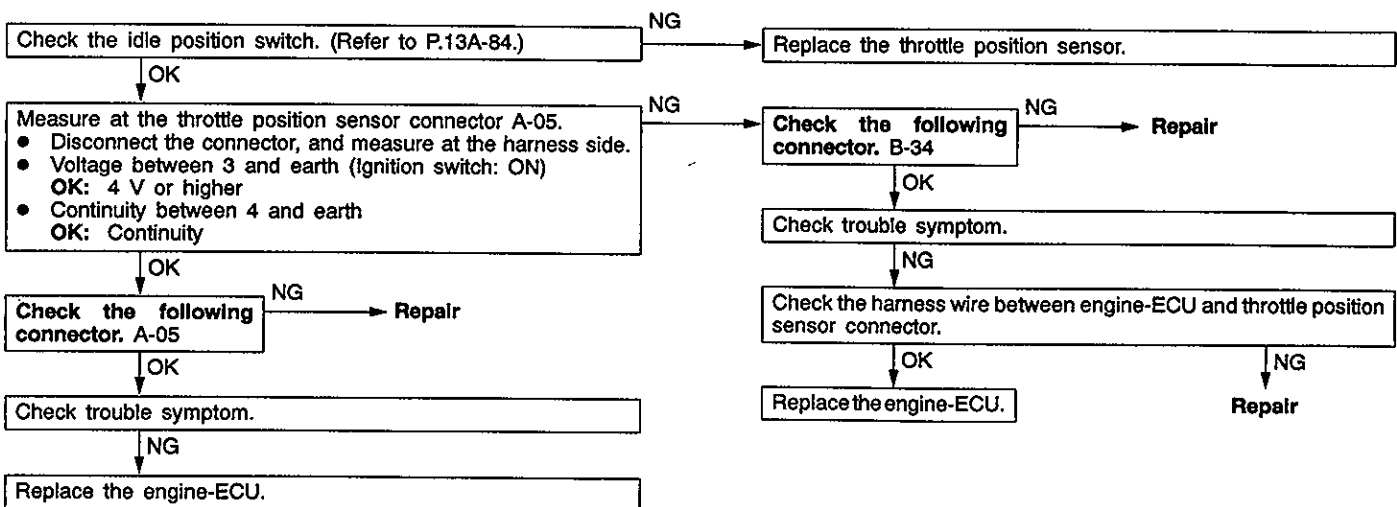 Check the idle position switch. (Refer to P.13A-84.)
NG
Replace the throttle position sensor.
OK
Measure at the throttle position sensor connector A-05.
● Disconnect the connector, and measure at the harness side.
● Voltage between 3 and earth (Ignition switch: ON)
OK: 4 V or higher
● Continuity between 4 and earth
OK: Continuity
NG
Check the following
connector. B-34
NG
Repair
OK
Check trouble symptom.
NG
Check the harness wire between engine-ECU and throttle position
sensor connector.
OK
NG
Replace the engine-ECU.
Repair
OK
Check the following
connector. A-05
NG
Repair
OK
Check trouble symptom.
NG
Replace the engine-ECU.